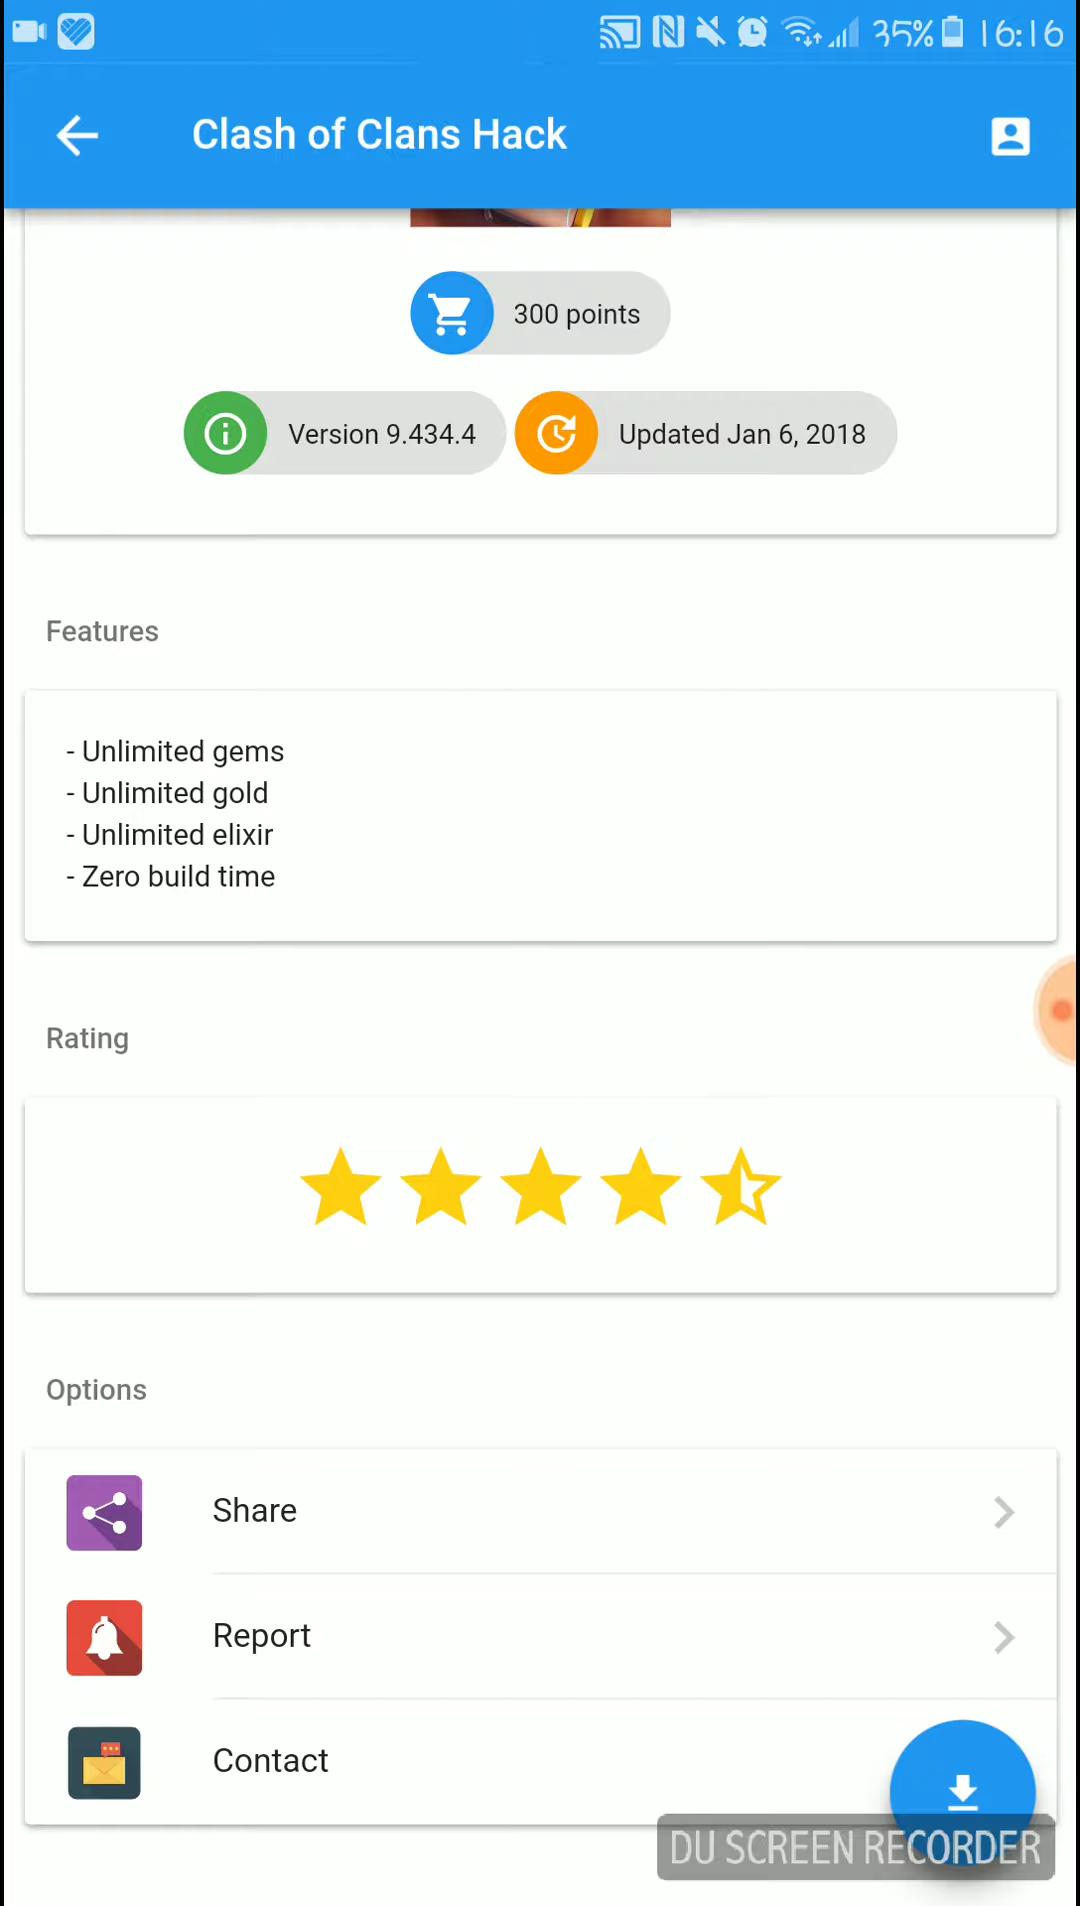 35% 16:16
Clash of Clans Hack
300 points
Version 9.434.4
Updated Jan 6, 2018
Features
- Unlimited gems
- Unlimited gold
- Unlimited elixir
- Zero build time
Rating
Options
Share
Report
Contact
DU SCREEN RECORDER